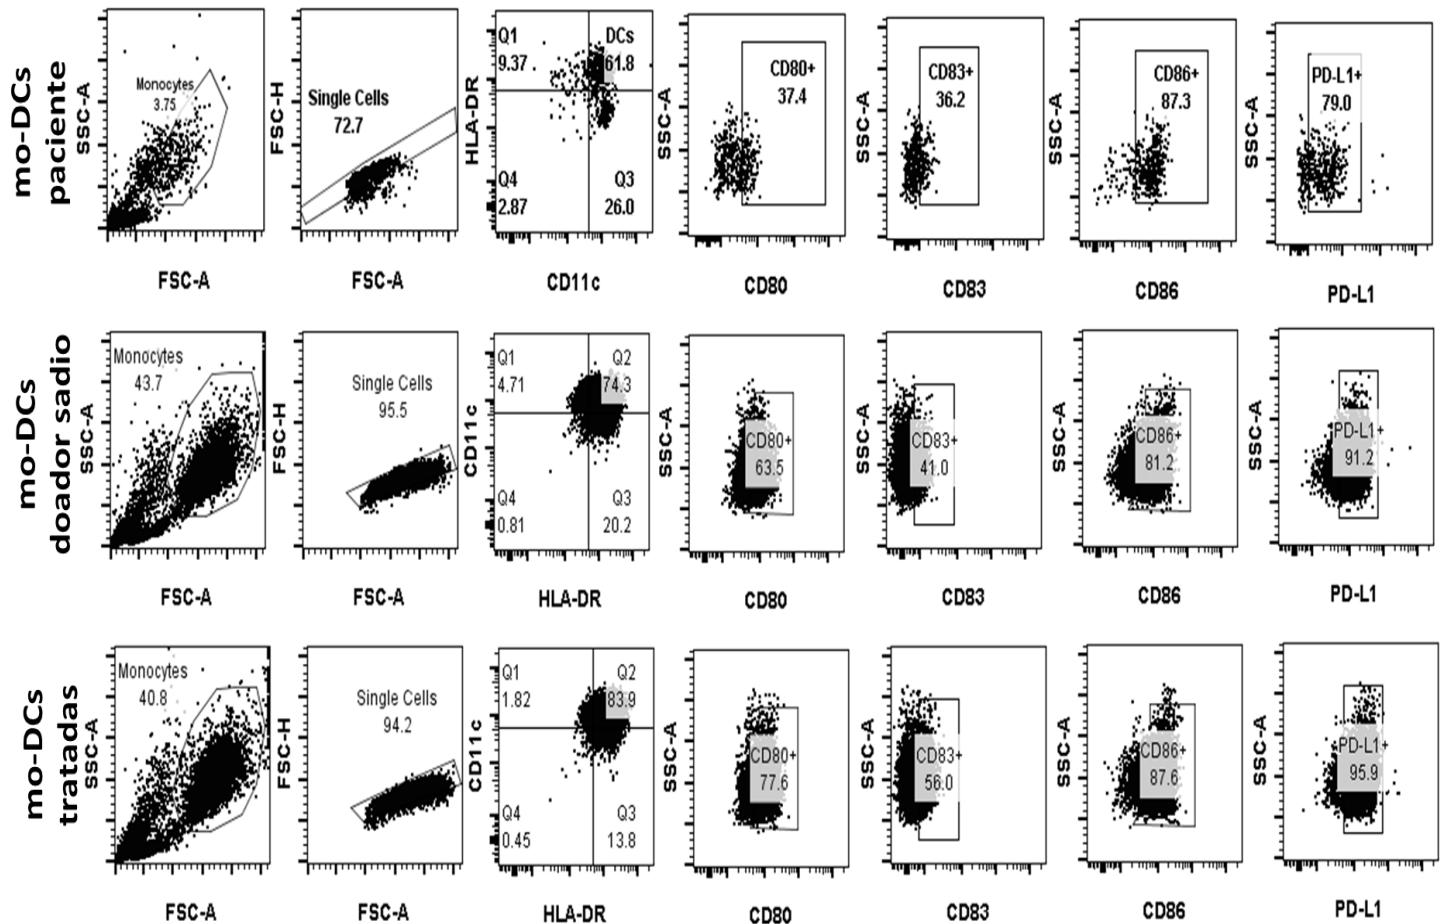 mo-DCs
paciente
SSC-A
Monocytes
3.75
FSC-A
FSC-H
Single Cells
72.7
FSC-A
HLA-DR
Q1
9.37
DCs
61.8
Q4
2.87
Q3
26.0
CD11c
SSC-A
CD80+
37.4
CD80
SSC-A
CD83+
36.2
CD83
SSC-A
CD86+
87.3
CD86
SSC-A
PD-L1+
79.0
PD-L1
mo-DCs
doador sadio
SSC-A
Monocytes
43.7
FSC-A
FSC-H
Single Cells
95.5
FSC-A
CD11c
Q1
4.71
Q2
74.3
Q4
0.81
Q3
20.2
HLA-DR
SSC-A
CD80+
63.5
CD80
SSC-A
CD83+
41.0
CD83
SSC-A
CD86+
81.2
CD86
SSC-A
PD-L1+
91.2
PD-L1
mo-DCs
tratadas
SSC-A
Monocytes
40.8
FSC-A
FSC-H
Single Cells
94.2
FSC-A
CD11c
Q1
1.82
Q2
83.9
Q4
0.45
Q3
13.8
HLA-DR
SSC-A
CD80+
77.6
CD80
SSC-A
CD83+
56.0
CD83
SSC-A
CD86+
87.6
CD86
SSC-A
PD-L1+
95.9
PD-L1